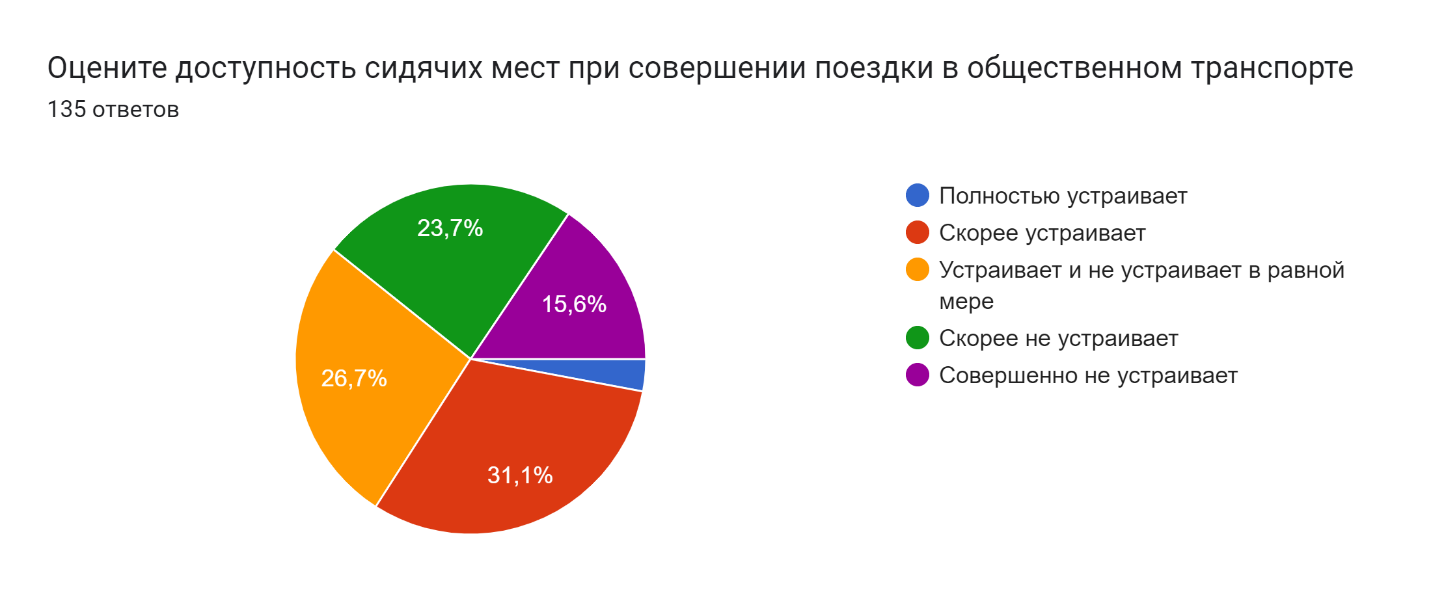 Оцените доступность сидячих мест при совершении поездки в общественном транспорте
135 ответов
23,7%
15,6%
26,7%
31,1%
Полностью устраивает
Скорее устраивает
Устраивает и не устраивает в равной
мере
Скорее не устраивает
Совершенно не устраивает